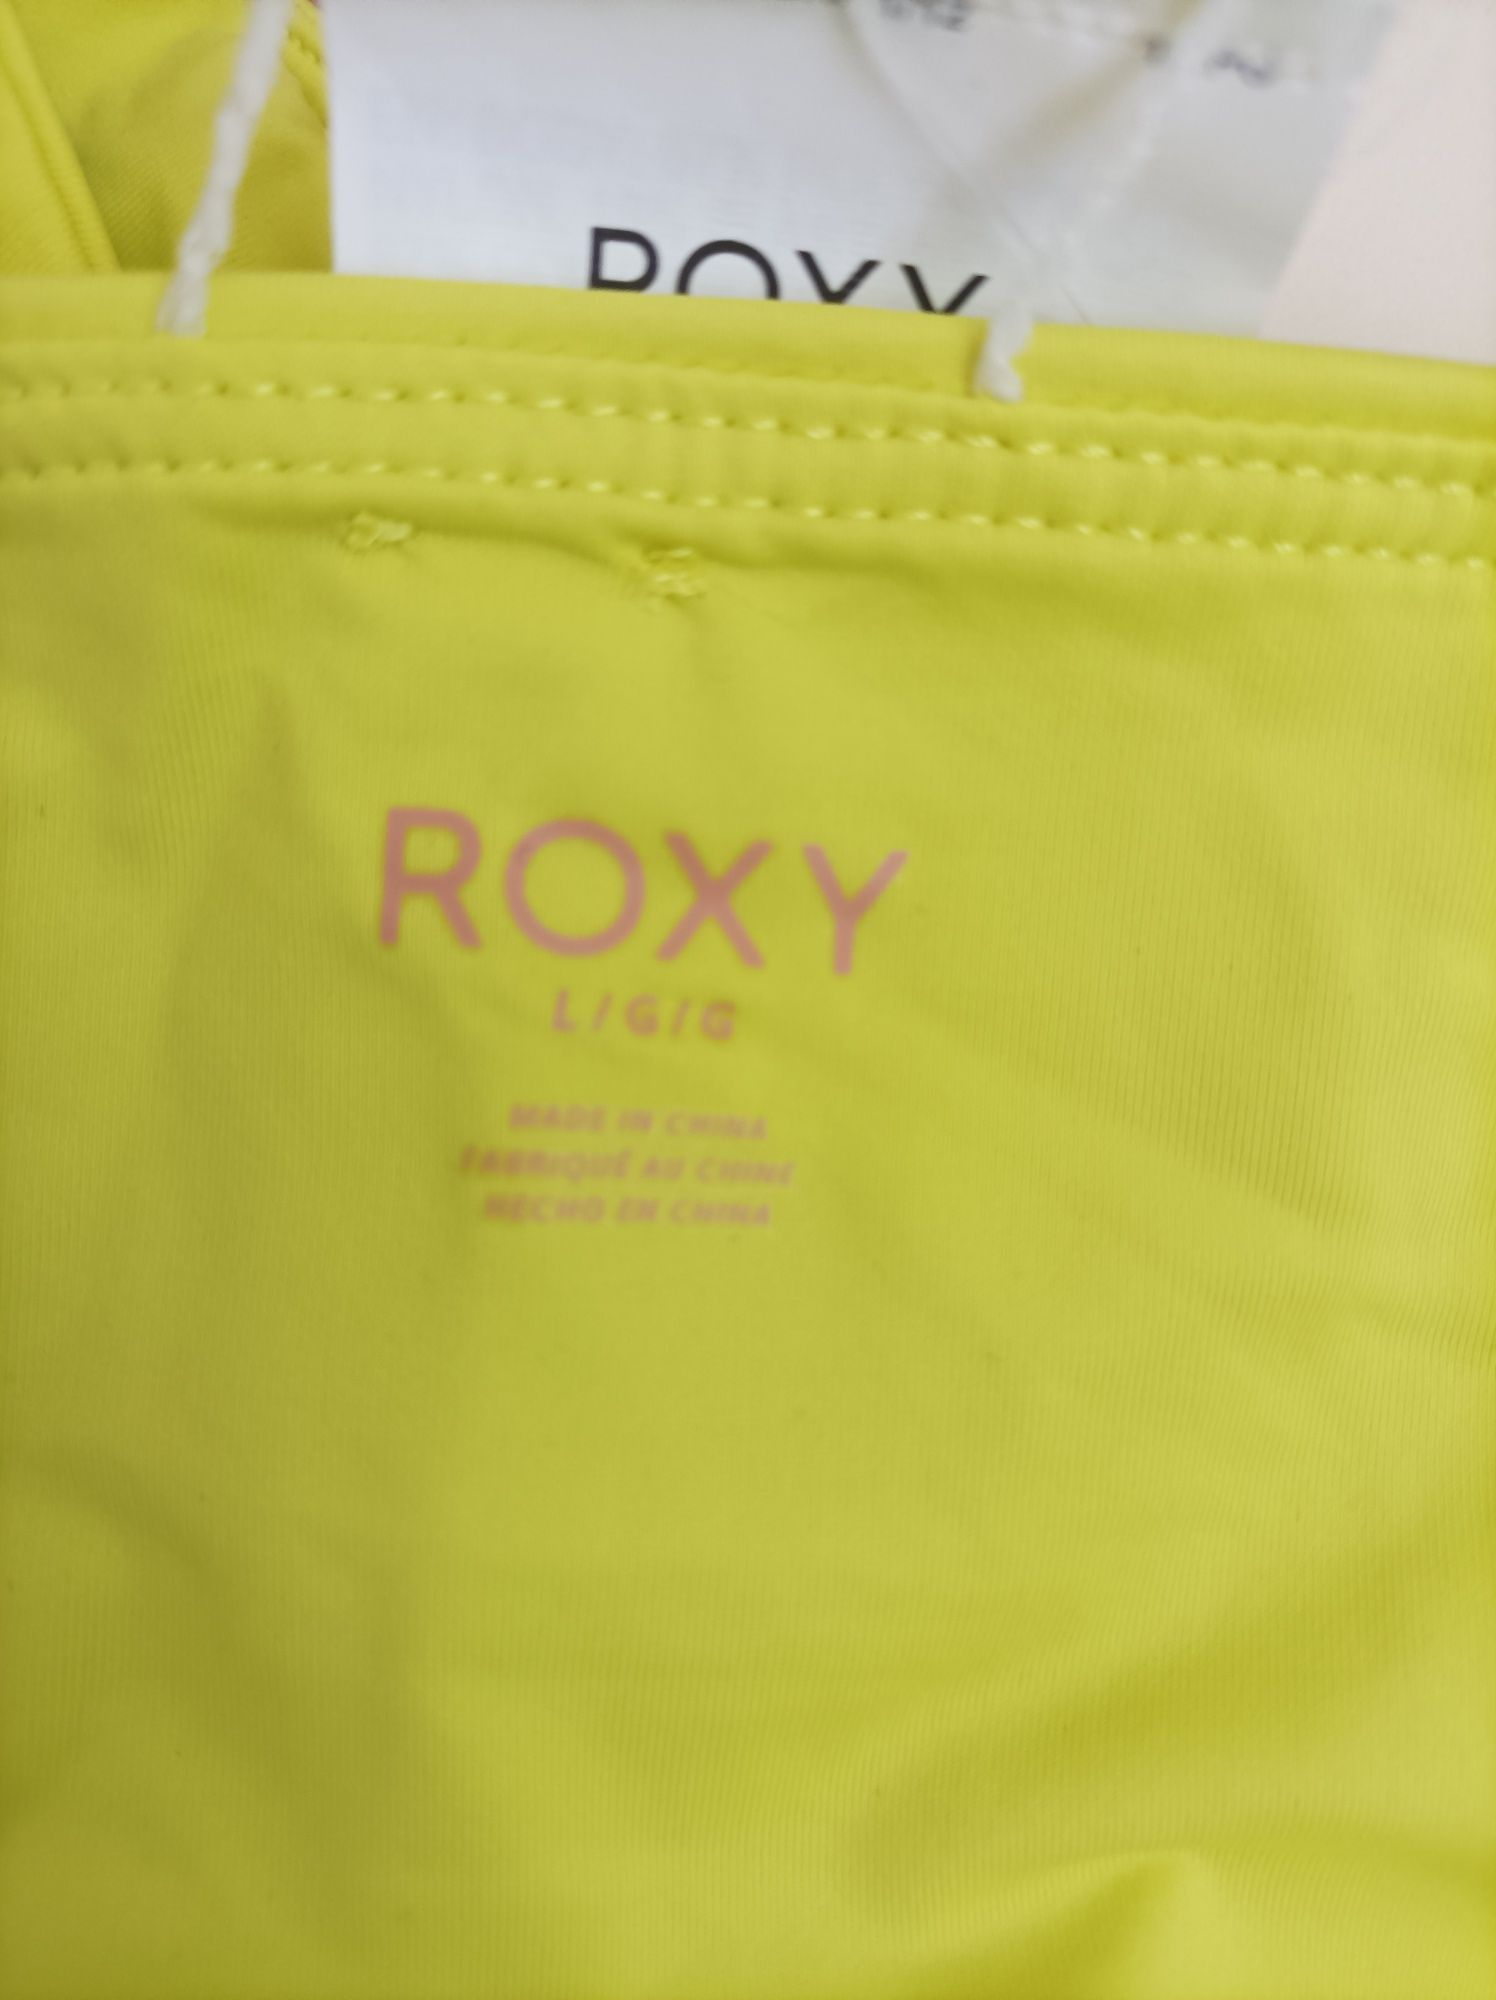 ROXY
ROXY
L/G/G
MADE IN CHINA
FABRIQUÉ AU CHINE
HECHO EN CHINA